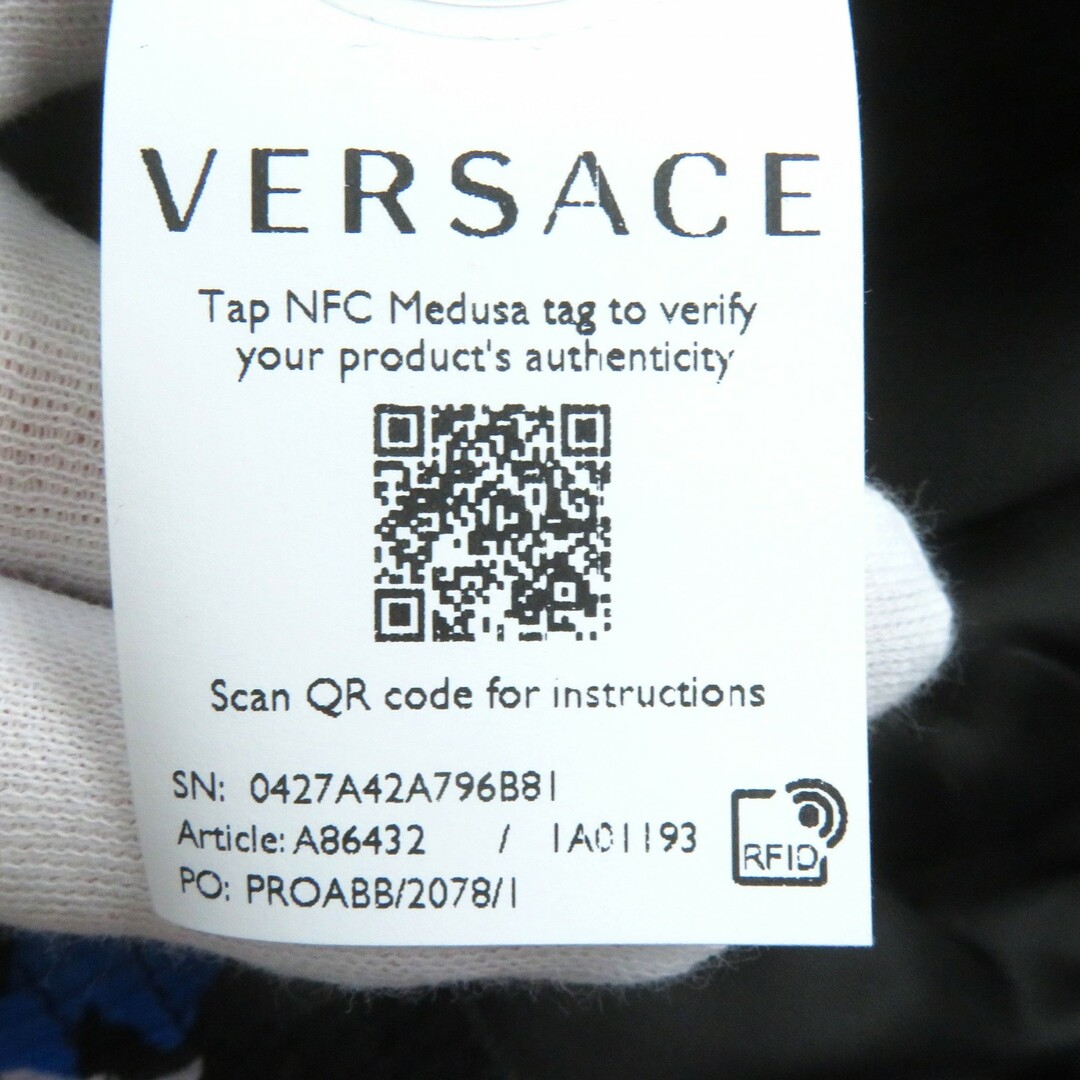 VERSACE
Tap NFC Medusa tag to verify
your product's authenticity
Scan QR code for instructions
SN: 0427A42A796B81
Article: A86432 / 1A01193
PO: PROABB/2078/1
RFID